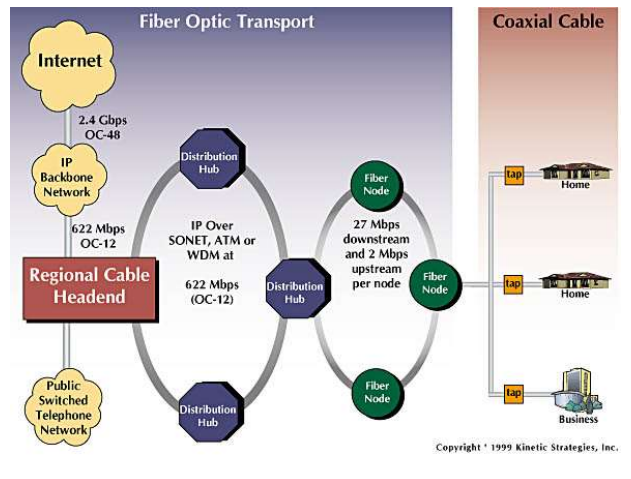 Fiber Optic Transport
Coaxial Cable
Internet
2.4 Gbps
OC-48
IP
Backbone
Network
622 Mbps
OC-12
Regional Cable
Headend
Public
Switched
Telephone
Network
Distribution
Hub
IP Over
SONET, ATM or
WDM at
622 Mbps
(OC-12)
Distribution
Hub
Distribution
Hub
Fiber
Node
27 Mbps
downstream
and 2 Mbps
upstream
per node
Fiber
Node
Fiber
Node
tap
Home
tap
Home
tap
Business
Copyright ' 1999 Kinetic Strategies, Inc.